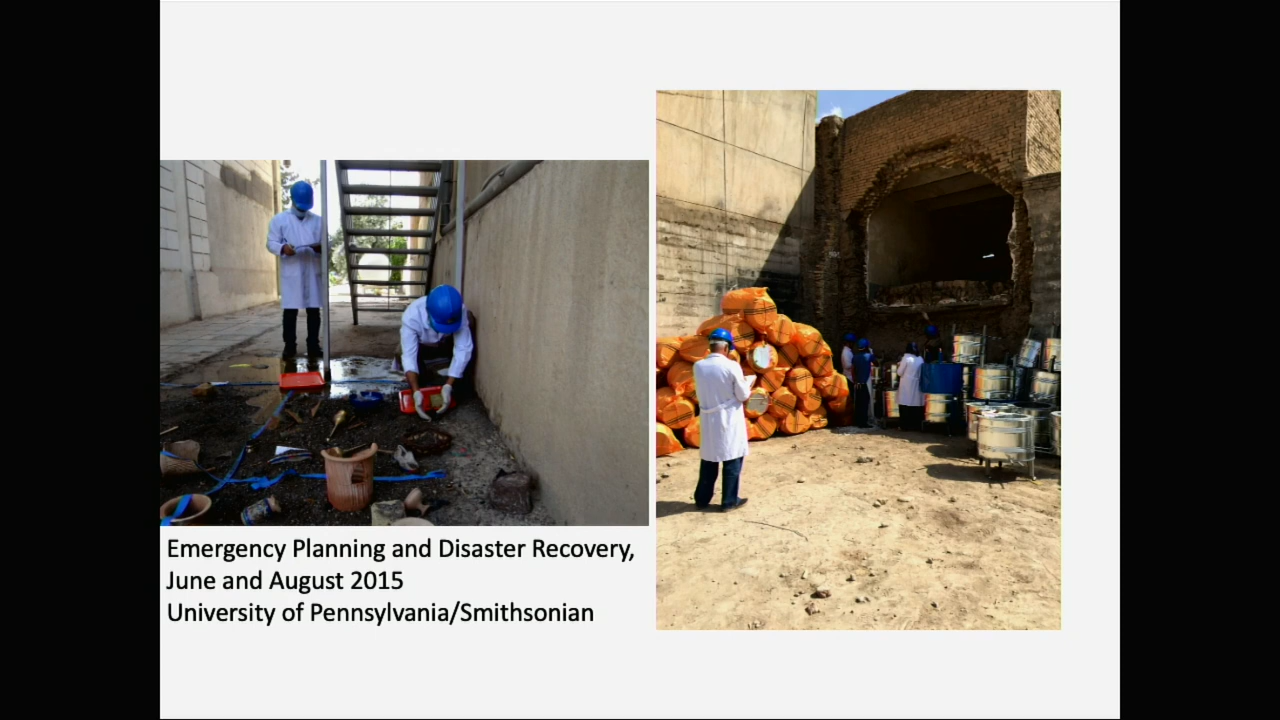 Emergency Planning and Disaster Recovery,
June and August 2015
University of Pennsylvania/Smithsonian